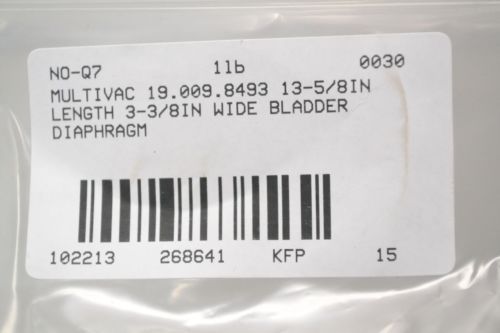 NO-Q7 1lb 0030
MULTIVAC 19.009.8493 13-5/8IN
LENGTH 3-3/8IN WIDE BLADDER
DIAPHRAGM
102213 268641 KFP 15